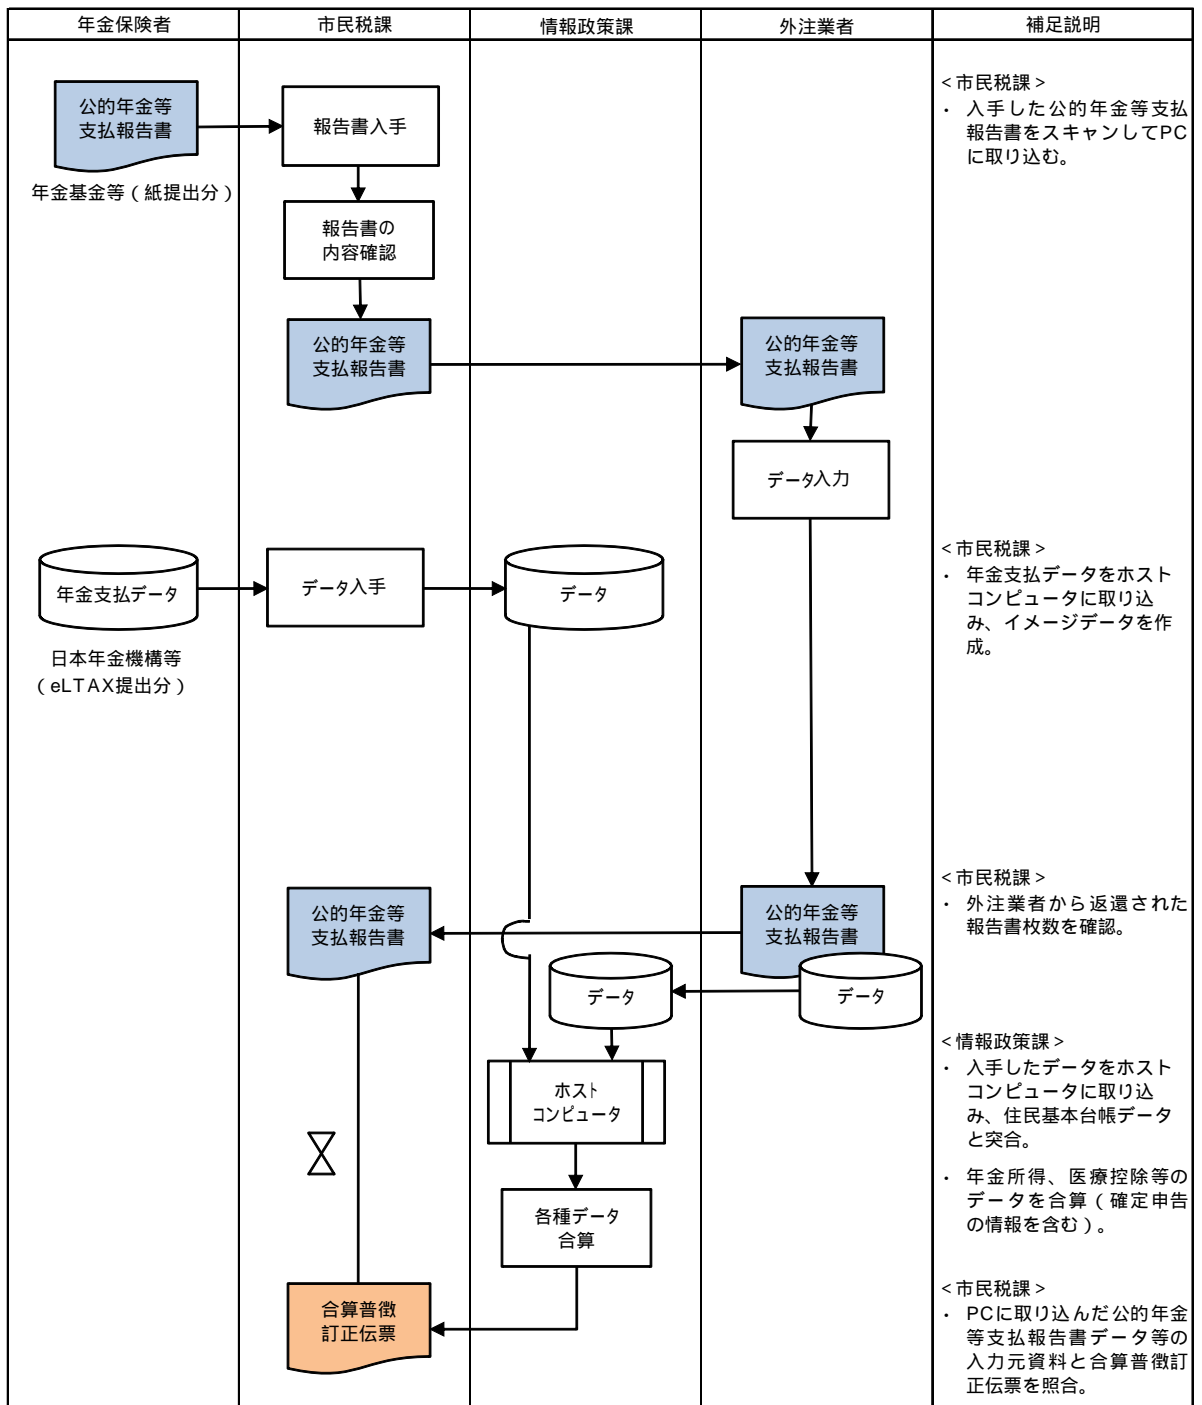 年金保険者
市民税課
情報政策課
外注業者
補足説明
公的年金等
支払報告書
年金基金等（紙提出分）
報告書入手
報告書の
内容確認
公的年金等
支払報告書
公的年金等
支払報告書
データ入力
＜市民税課＞
・ 入手した公的年金等支払
報告書をスキャンしてPC
に取り込む。
年金支払データ
日本年金機構等
（eLTAX提出分）
データ入手
データ
＜市民税課＞
・ 年金支払データをホスト
コンピュータに取り込
み、イメージデータを作
成。
公的年金等
支払報告書
公的年金等
支払報告書
データ
データ
＜市民税課＞
・ 外注業者から返還された
報告書枚数を確認。
ホスト
コンピュータ
各種データ
合算
＜情報政策課＞
・ 入手したデータをホスト
コンピュータに取り込
み、住民基本台帳データ
と突合。
・ 年金所得、医療控除等の
データを合算（確定申告
の情報を含む）。
合算普徴
訂正伝票
＜市民税課＞
・ PCに取り込んだ公的年金
等支払報告書データ等の
入力元資料と合算普徴訂
正伝票を照合。